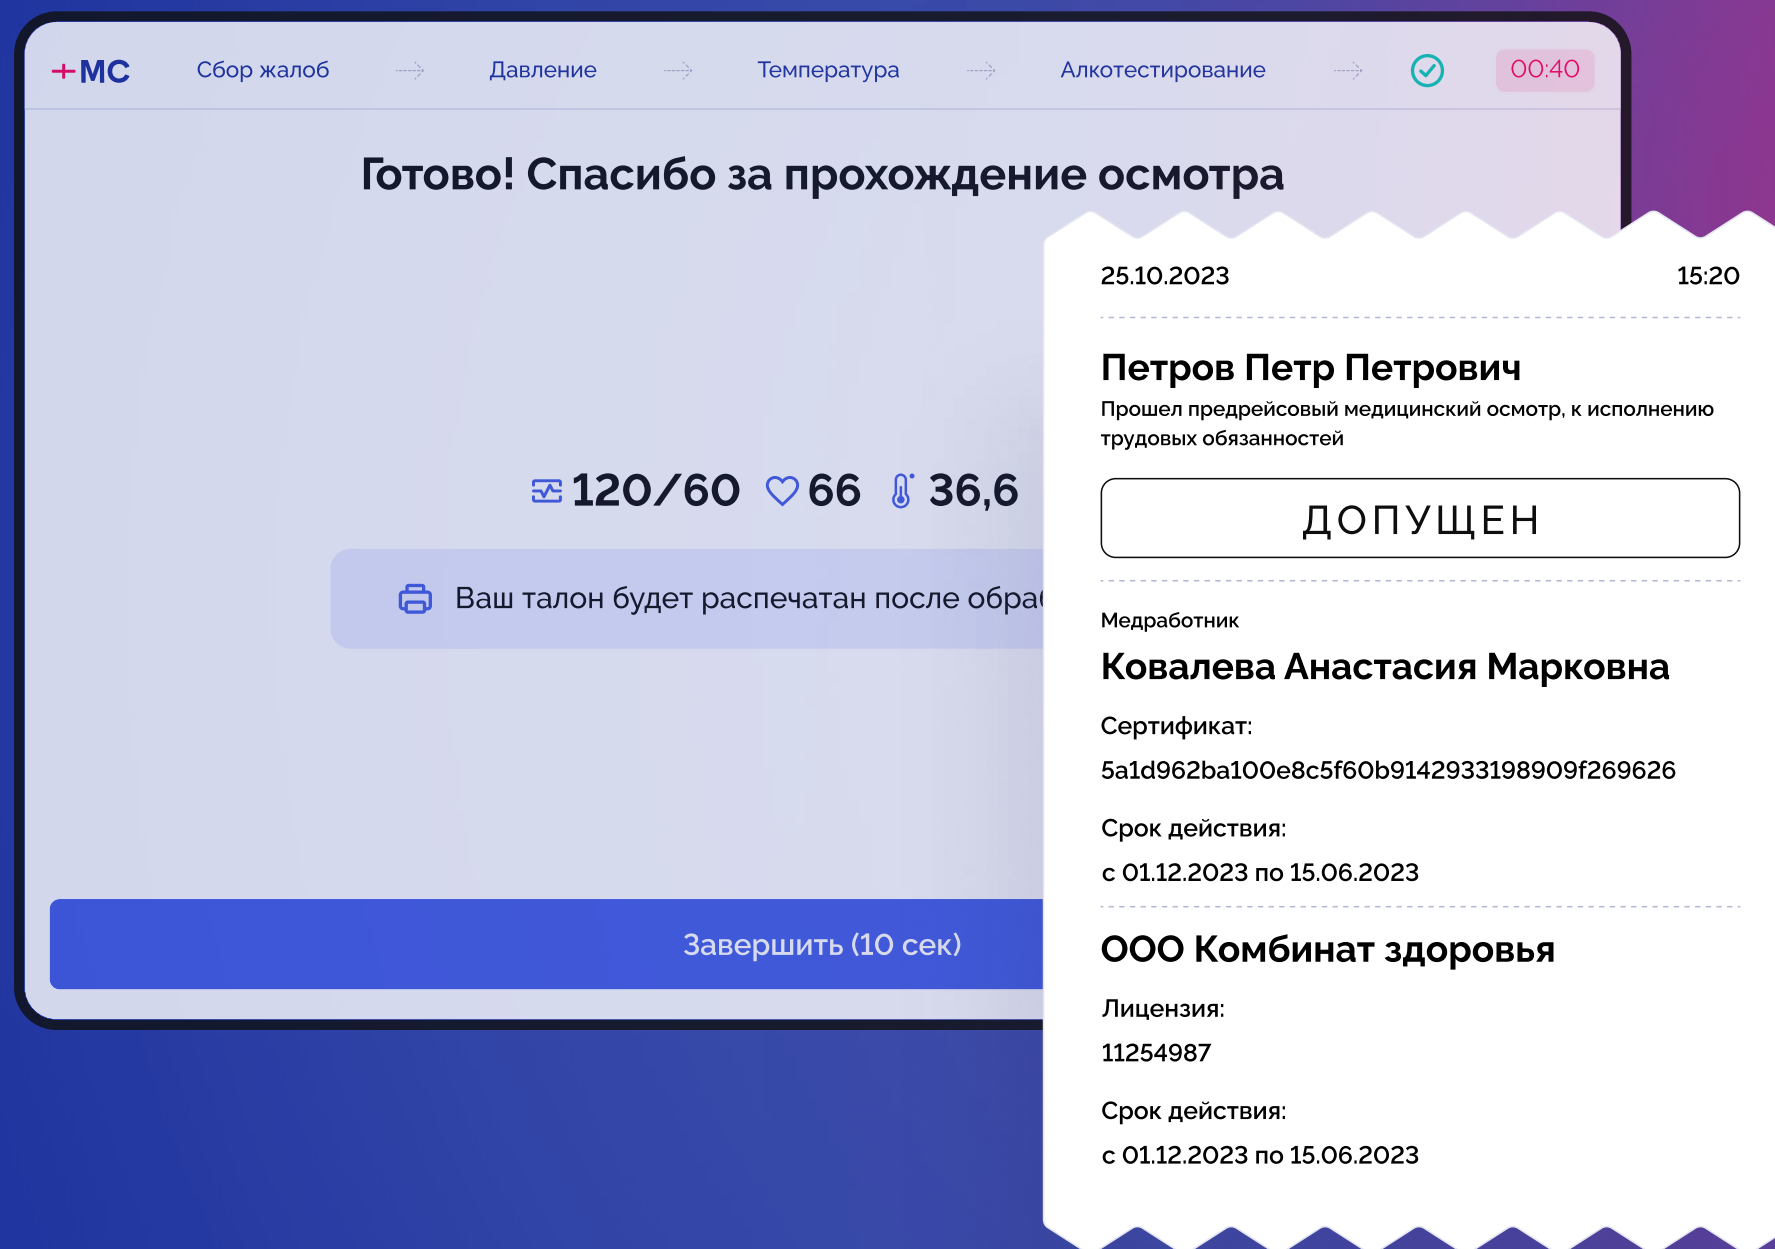 +МС Сбор жалоб Давление Температура Алкотестирование 00:40
Готово! Спасибо за прохождение осмотра
120/60 66 36,6
Ваш талон будет распечатан после
Завершить (10 сек)
25.10.2023 15:20
Петров Петр Петрович
Прошел предрейсовый медицинский осмотр, к исполнению
трудовых обязанностей
ДОПУЩЕН
Медработник
Ковалева Анастасия Марковна
Сертификат:
5a1d962ba100e8c5f60b9142933198909f269626
Срок действия:
с 01.12.2023 по 15.06.2023
ООО Комбинат здоровья
Лицензия:
11254987
Срок действия:
с 01.12.2023 по 15.06.2023